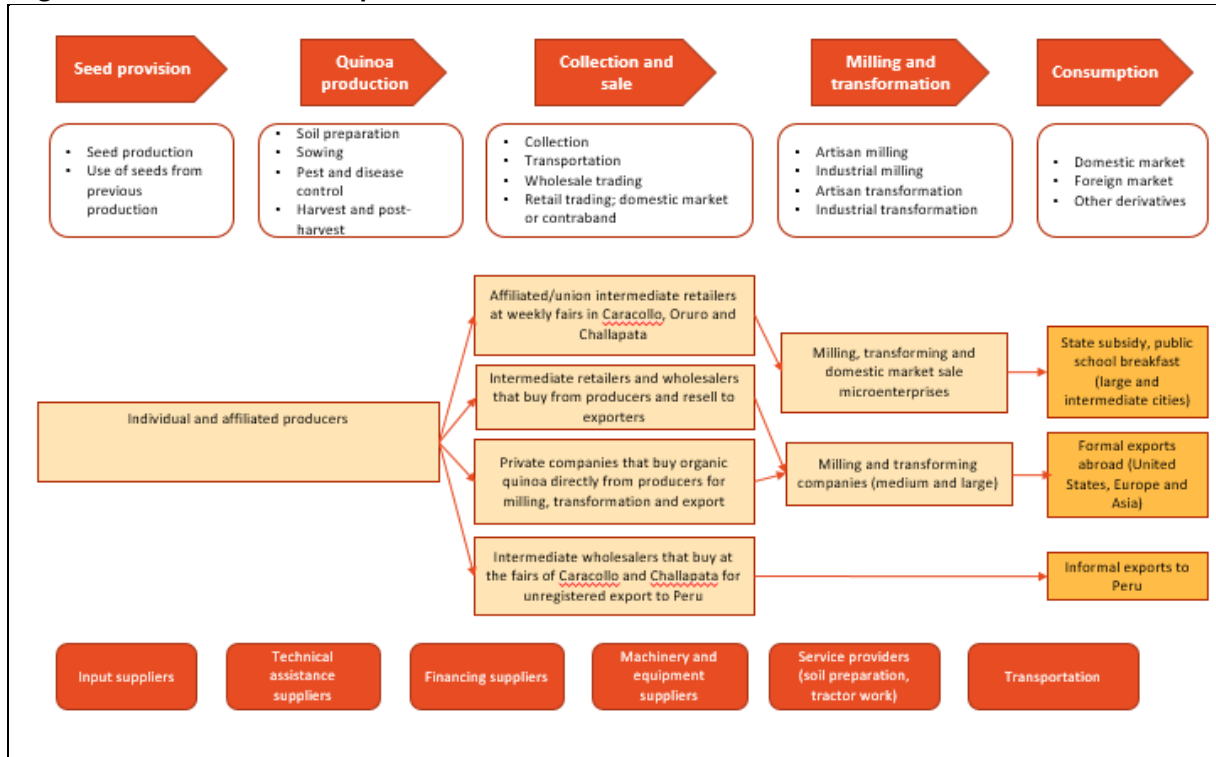 Seed provision
Quinoa
production
Collection and
sale
Milling and
transformation
Consumption
▪ Seed production
▪ Use of seeds from
previous
production
▪ Soil preparation
▪ Sowing
▪ Pest and disease
control
▪ Harvest and post-
harvest
▪ Collection
▪ Transportation
▪ Wholesale trading
▪ Retail trading; domestic market
or contraband
▪ Artisan milling
▪ Industrial milling
▪ Artisan transformation
▪ Industrial transformation
▪ Domestic market
▪ Foreign market
▪ Other derivatives
Individual and affiliated producers
Affiliated/union intermediate retailers
at weekly fairs in Caracollo, Oruro and
Challapata
Intermediate retailers and wholesalers
that buy from producers and resell to
exporters
Private companies that buy organic
quinoa directly from producers for
milling, transformation and export
Intermediate wholesalers that buy at
the fairs of Caracollo and Challapata for
unregistered export to Peru
Milling, transforming and
domestic market sale
microenterprises
Milling and transforming
companies (medium and large)
State subsidy, public
school breakfast
(large and
intermediate cities)
Formal exports
abroad (United
States, Europe and
Asia)
Informal exports to
Peru
Input suppliers
Technical
assistance
suppliers
Financing suppliers
Machinery and
equipment
suppliers
Service providers
(soil preparation,
tractor work)
Transportation